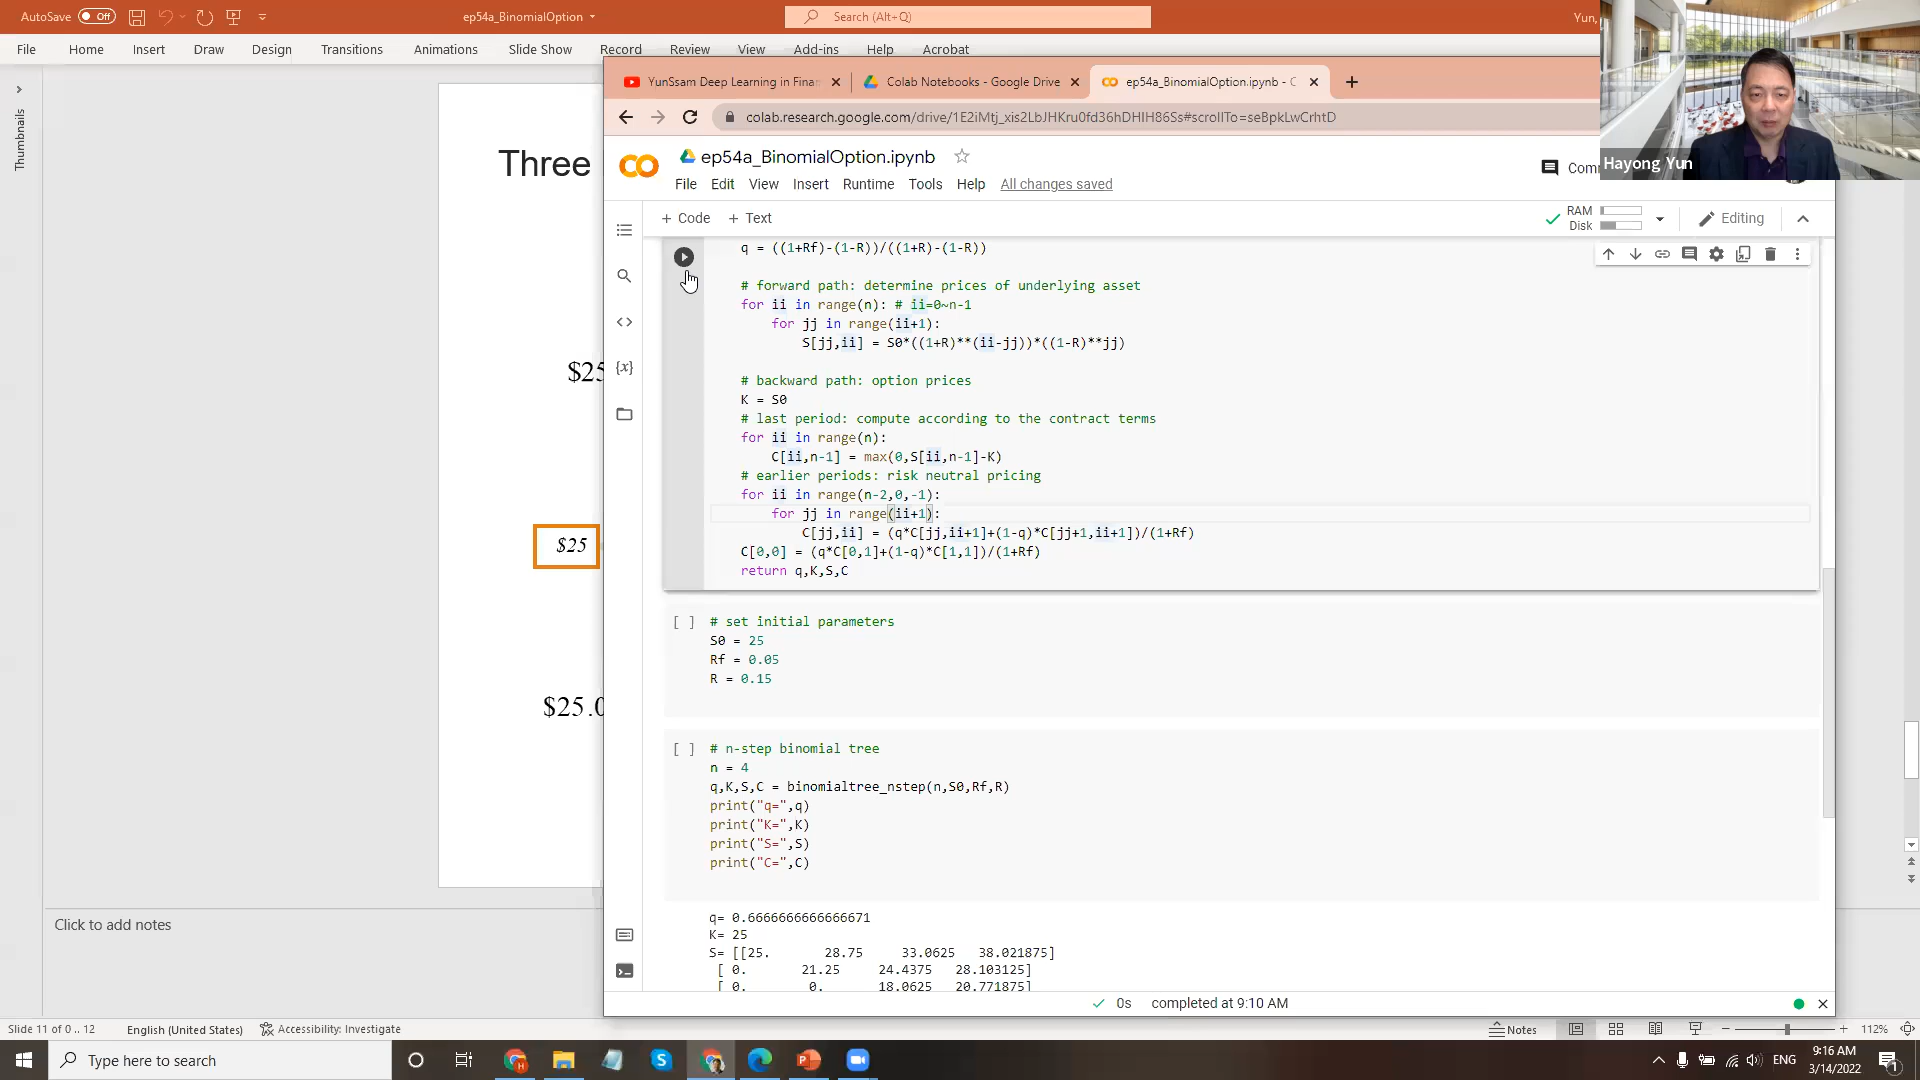 AutoSave Off
ep54a_BinomialOption
Search (Alt+Q)
Yun,
File Home Insert Draw Design Transitions Animations Slide Show Record Review View Add-ins Help Acrobat
Thumbnails
Three
$25
$25
$25.0
Click to add notes
YunSsam Deep Learning in Fina
Colab Notebooks - Google Drive
ep54a_BinomialOption.ipynb - C
colab.research.google.com/drive/1E2iMtj_xis2LbJHKru0fd36hDHIH86Ss#scrollTo=seBpkLwCrhtD
Hayong Yun
ep54a_BinomialOption.ipynb
File Edit View Insert Runtime Tools Help All changes saved
Com
+ Code + Text
RAM
Disk
Editing
q = ((1+Rf)-(1-R))/((1+R)-(1-R))
# forward path: determine prices of underlying asset
for ii in range(n): # ii=0~n-1
for jj in range(ii+1):
S[jj,ii] = S0*((1+R)**(ii-jj))*((1-R)**jj)
# backward path: option prices
K = S0
# last period: compute according to the contract terms
for ii in range(n):
C[ii,n-1] = max(0,S[ii,n-1]-K)
# earlier periods: risk neutral pricing
for ii in range(n-2,0,-1):
for jj in range(ii+1):
C[jj,ii] = (q*C[jj,ii+1]+(1-q)*C[jj+1,ii+1])/(1+Rf)
C[0,0] = (q*C[0,1]+(1-q)*C[1,1])/(1+Rf)
return q,K,S,C
[ ] # set initial parameters
S0 = 25
Rf = 0.05
R = 0.15
[ ] # n-step binomial tree
n = 4
q,K,S,C = binomialtree_nstep(n,S0,Rf,R)
print("q=",q)
print("K=",K)
print("S=",S)
print("C=",C)
q= 0.6666666666666671
K= 25
S= [[25. 28.75 33.0625 38.021875]
[ 0. 21.25 24.4375 28.103125]
[ 0. 0. 18.0625 20.771875]
0s completed at 9:10 AM
Slide 11 of 0 .. 12 English (United States) Accessibility: Investigate
Notes
112%
Type here to search
ENG
9:16 AM
3/14/2022
1